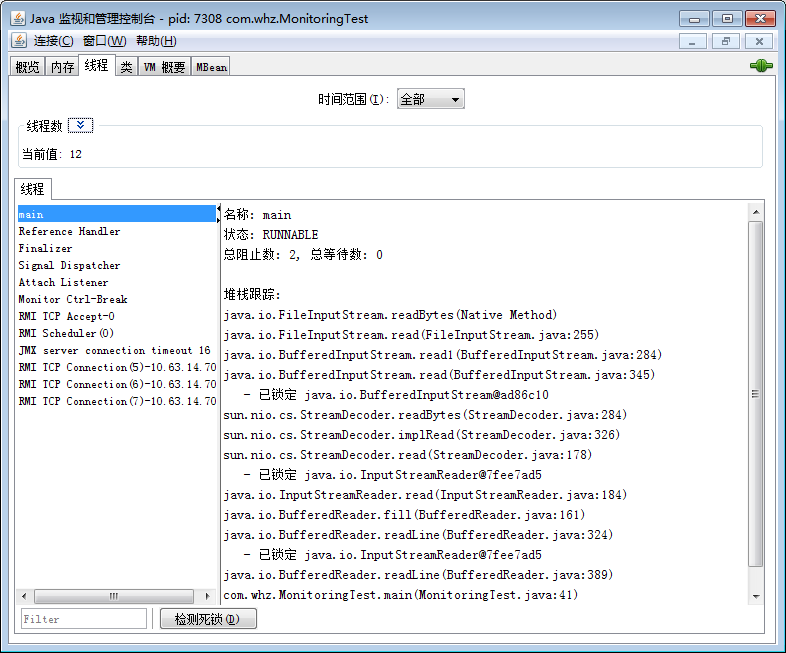 Java 监视和管理控制台 - pid: 7308 com.whz.MonitoringTest
连接(C) 窗口(W) 帮助(H)
概览 内存 线程 类 VM 概要 MBean
时间范围(I): 全部
线程数
当前值: 12
线程
main
Reference Handler
Finalizer
Signal Dispatcher
Attach Listener
Monitor Ctrl-Break
RMI TCP Accept-0
RMI Scheduler(0)
JMX server connection timeout 16
RMI TCP Connection(5)-10.63.14.70
RMI TCP Connection(6)-10.63.14.70
RMI TCP Connection(7)-10.63.14.70
名称: main
状态: RUNNABLE
总阻止数: 2, 总等待数: 0
堆栈跟踪:
java.io.FileInputStream.readBytes(Native Method)
java.io.FileInputStream.read(FileInputStream.java:255)
java.io.BufferedInputStream.read1(BufferedInputStream.java:284)
java.io.BufferedInputStream.read(BufferedInputStream.java:345)
- 已锁定 java.io.BufferedInputStream@ad86c10
sun.nio.cs.StreamDecoder.readBytes(StreamDecoder.java:284)
sun.nio.cs.StreamDecoder.implRead(StreamDecoder.java:326)
sun.nio.cs.StreamDecoder.read(StreamDecoder.java:178)
- 已锁定 java.io.InputStreamReader@7fee7ad5
java.io.InputStreamReader.read(InputStreamReader.java:184)
java.io.BufferedReader.fill(BufferedReader.java:161)
java.io.BufferedReader.readLine(BufferedReader.java:324)
- 已锁定 java.io.InputStreamReader@7fee7ad5
java.io.BufferedReader.readLine(BufferedReader.java:389)
com.whz.MonitoringTest.main(MonitoringTest.java:41)
Filter
检测死锁(D)